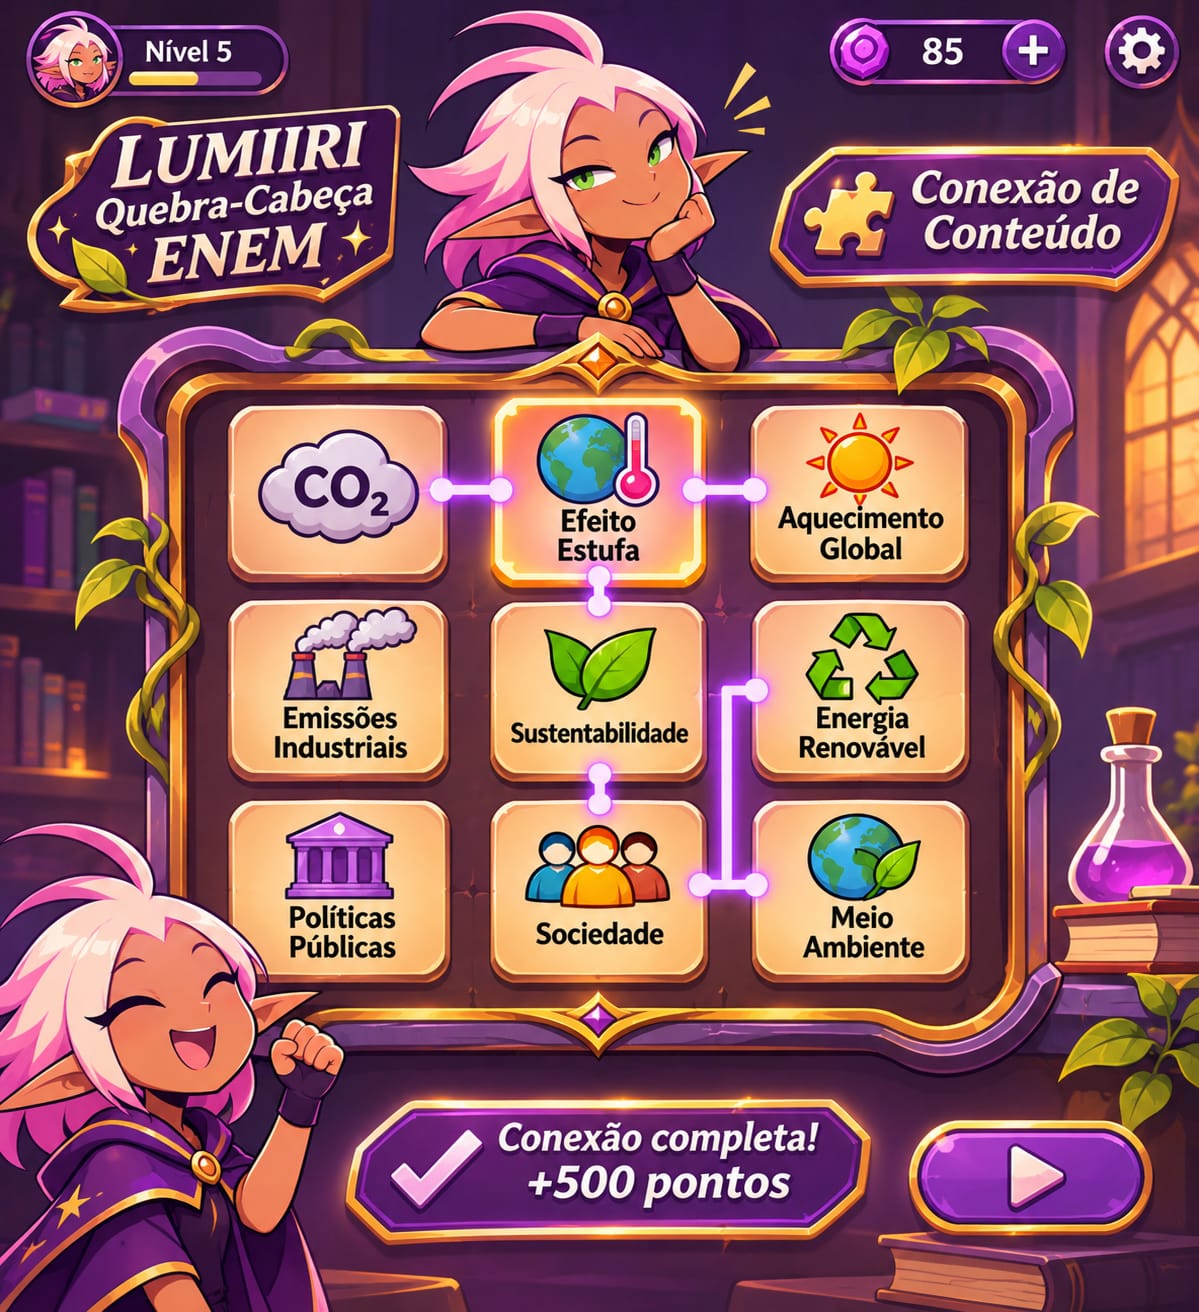 Nível 5
85
LUMIIRI
Quebra-Cabeça
ENEM
Conexão de
Conteúdo
CO₂
Efeito
Estufa
Aquecimento
Global
Emissões
Industriais
Sustentabilidade
Energia
Renovável
Políticas
Públicas
Sociedade
Meio
Ambiente
Conexão completa!
+500 pontos